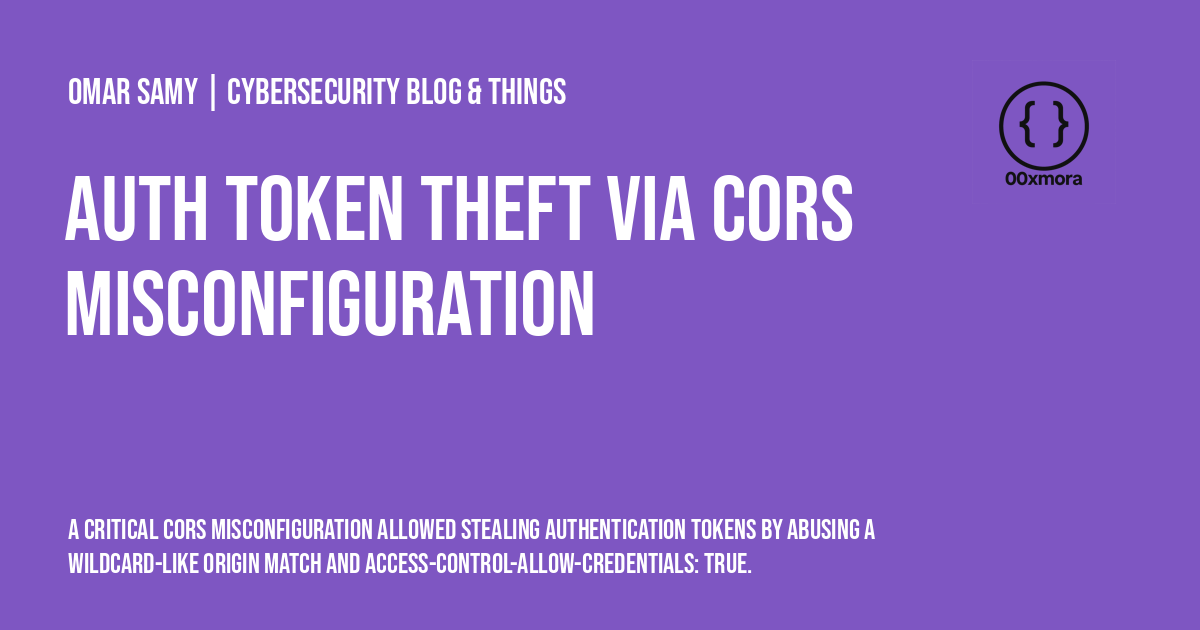 OMAR SAMY | CYBERSECURITY BLOG & THINGS
{ }
00xmora
AUTH TOKEN THEFT VIA CORS
MISCONFIGURATION
A CRITICAL CORS MISCONFIGURATION ALLOWED STEALING AUTHENTICATION TOKENS BY ABUSING A
WILDCARD-LIKE ORIGIN MATCH AND ACCESS-CONTROL-ALLOW-CREDENTIALS: TRUE.